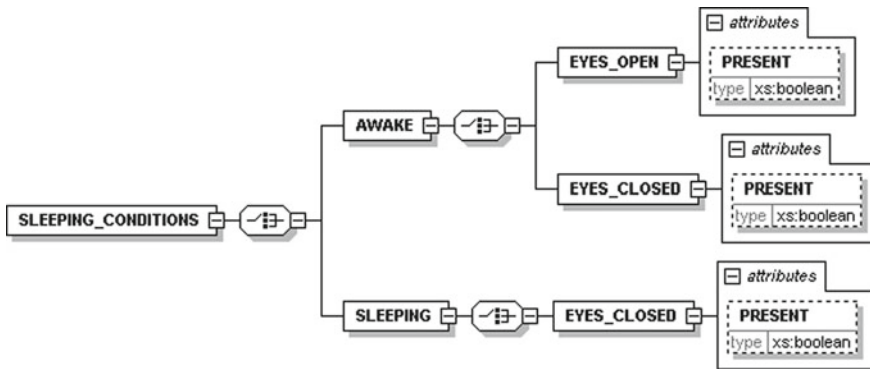 attributes
EYES_OPEN
PRESENT
type xs:boolean
AWAKE
attributes
EYES_CLOSED
PRESENT
type xs:boolean
SLEEPING_CONDITIONS
attributes
SLEEPING
EYES_CLOSED
PRESENT
type xs:boolean